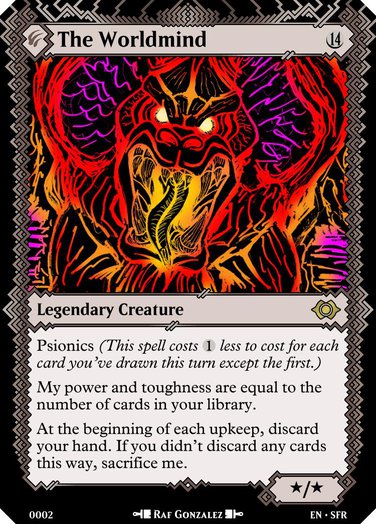 The Worldmind
14
Legendary Creature
Psionics (This spell costs 1 less to cost for each
card you've drawn this turn except the first.)
My power and toughness are equal to the
number of cards in your library.
At the beginning of each upkeep, discard
your hand. If you didn't discard any cards
this way, sacrifice me.
★/★
0002
Raf Gonzalez
EN • SFR